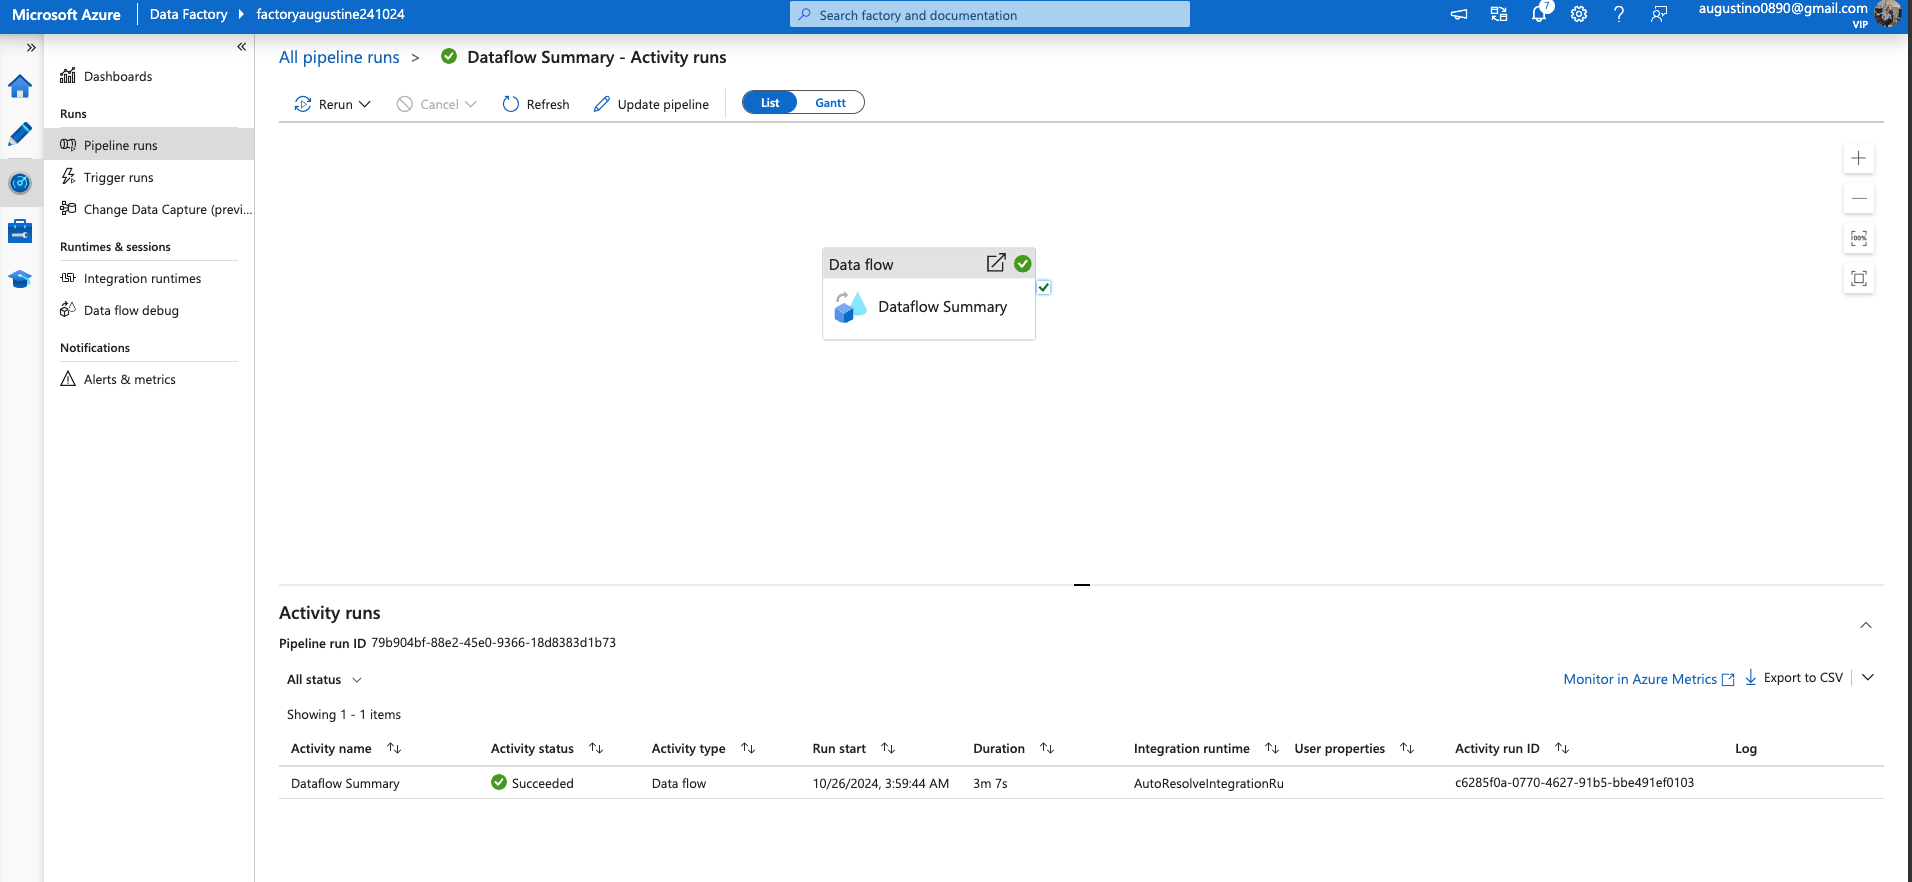 Microsoft Azure | Data Factory ▸ factoryaugustine241024
Search factory and documentation
7
augustino0890@gmail.com
VIP
»
«
Dashboards
Runs
Pipeline runs
Trigger runs
Change Data Capture (previ...
Runtimes & sessions
Integration runtimes
Data flow debug
Notifications
Alerts & metrics
All pipeline runs > Dataflow Summary - Activity runs
Rerun Cancel Refresh Update pipeline List Gantt
100%
Data flow
Dataflow Summary
Activity runs
Pipeline run ID 79b904bf-88e2-45e0-9366-18d8383d1b73
All status
Monitor in Azure Metrics Export to CSV
Showing 1 - 1 items
Activity name Activity status Activity type Run start Duration Integration runtime User properties Activity run ID Log
Dataflow Summary Succeeded Data flow 10/26/2024, 3:59:44 AM 3m 7s AutoResolveIntegrationRu c6285f0a-0770-4627-91b5-bbe491ef0103